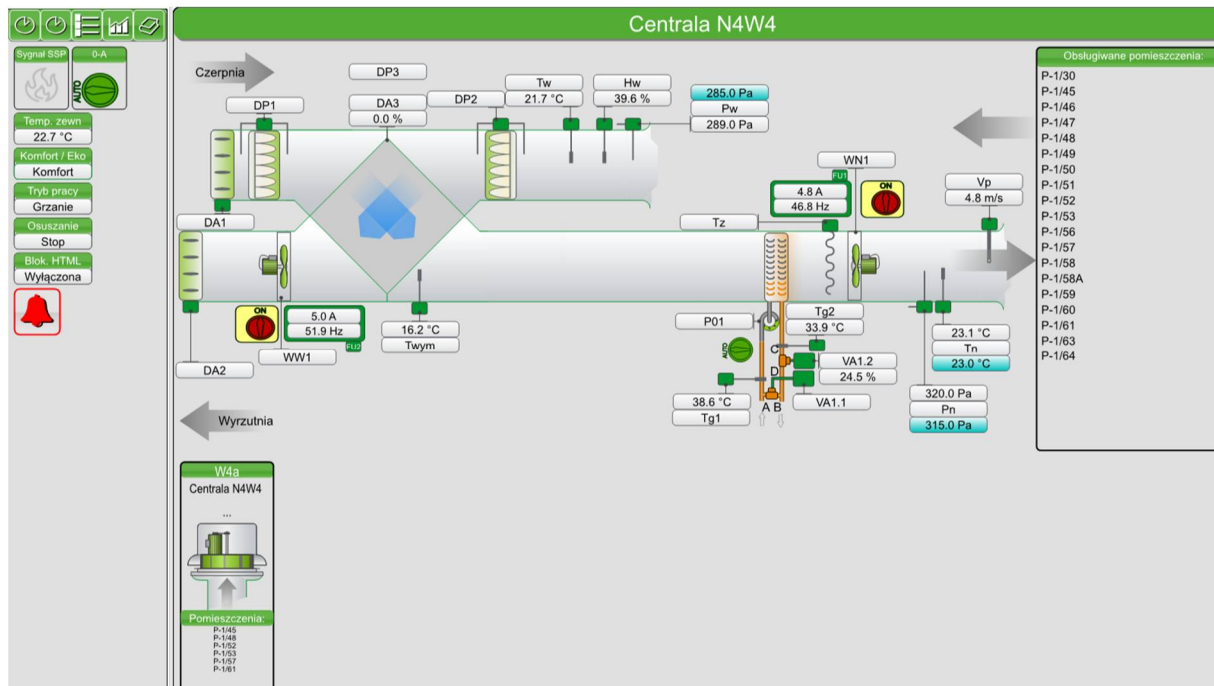 Centrala N4W4
Sygnał SSP
0-A
AUTO
Temp. zewn
22.7 °C
Komfort / Eko
Komfort
Tryb pracy
Grzanie
Osuszanie
Stop
Blok. HTML
Wyłączona
Czerpnia
DP3
DP1
DA3
0.0 %
DP2
Tw
21.7 °C
Hw
39.6 %
285.0 Pa
Pw
289.0 Pa
DA1
FU1
4.8 A
46.8 Hz
ON
WN1
Vp
4.8 m/s
Tz
ON
5.0 A
51.9 Hz
FU2
WW1
DA2
16.2 °C
Twym
P01
AUTO
Tg2
33.9 °C
C
D
VA1.2
24.5 %
VA1.1
38.6 °C
Tg1
A B
23.1 °C
Tn
23.0 °C
320.0 Pa
Pn
315.0 Pa
Wyrzutnia
Obsługiwane pomieszczenia:
P-1/30
P-1/45
P-1/46
P-1/47
P-1/48
P-1/49
P-1/50
P-1/51
P-1/52
P-1/53
P-1/56
P-1/57
P-1/58
P-1/58A
P-1/59
P-1/60
P-1/61
P-1/63
P-1/64
W4a
Centrala N4W4
...
Pomieszczenia:
P-1/45
P-1/48
P-1/52
P-1/53
P-1/57
P-1/61